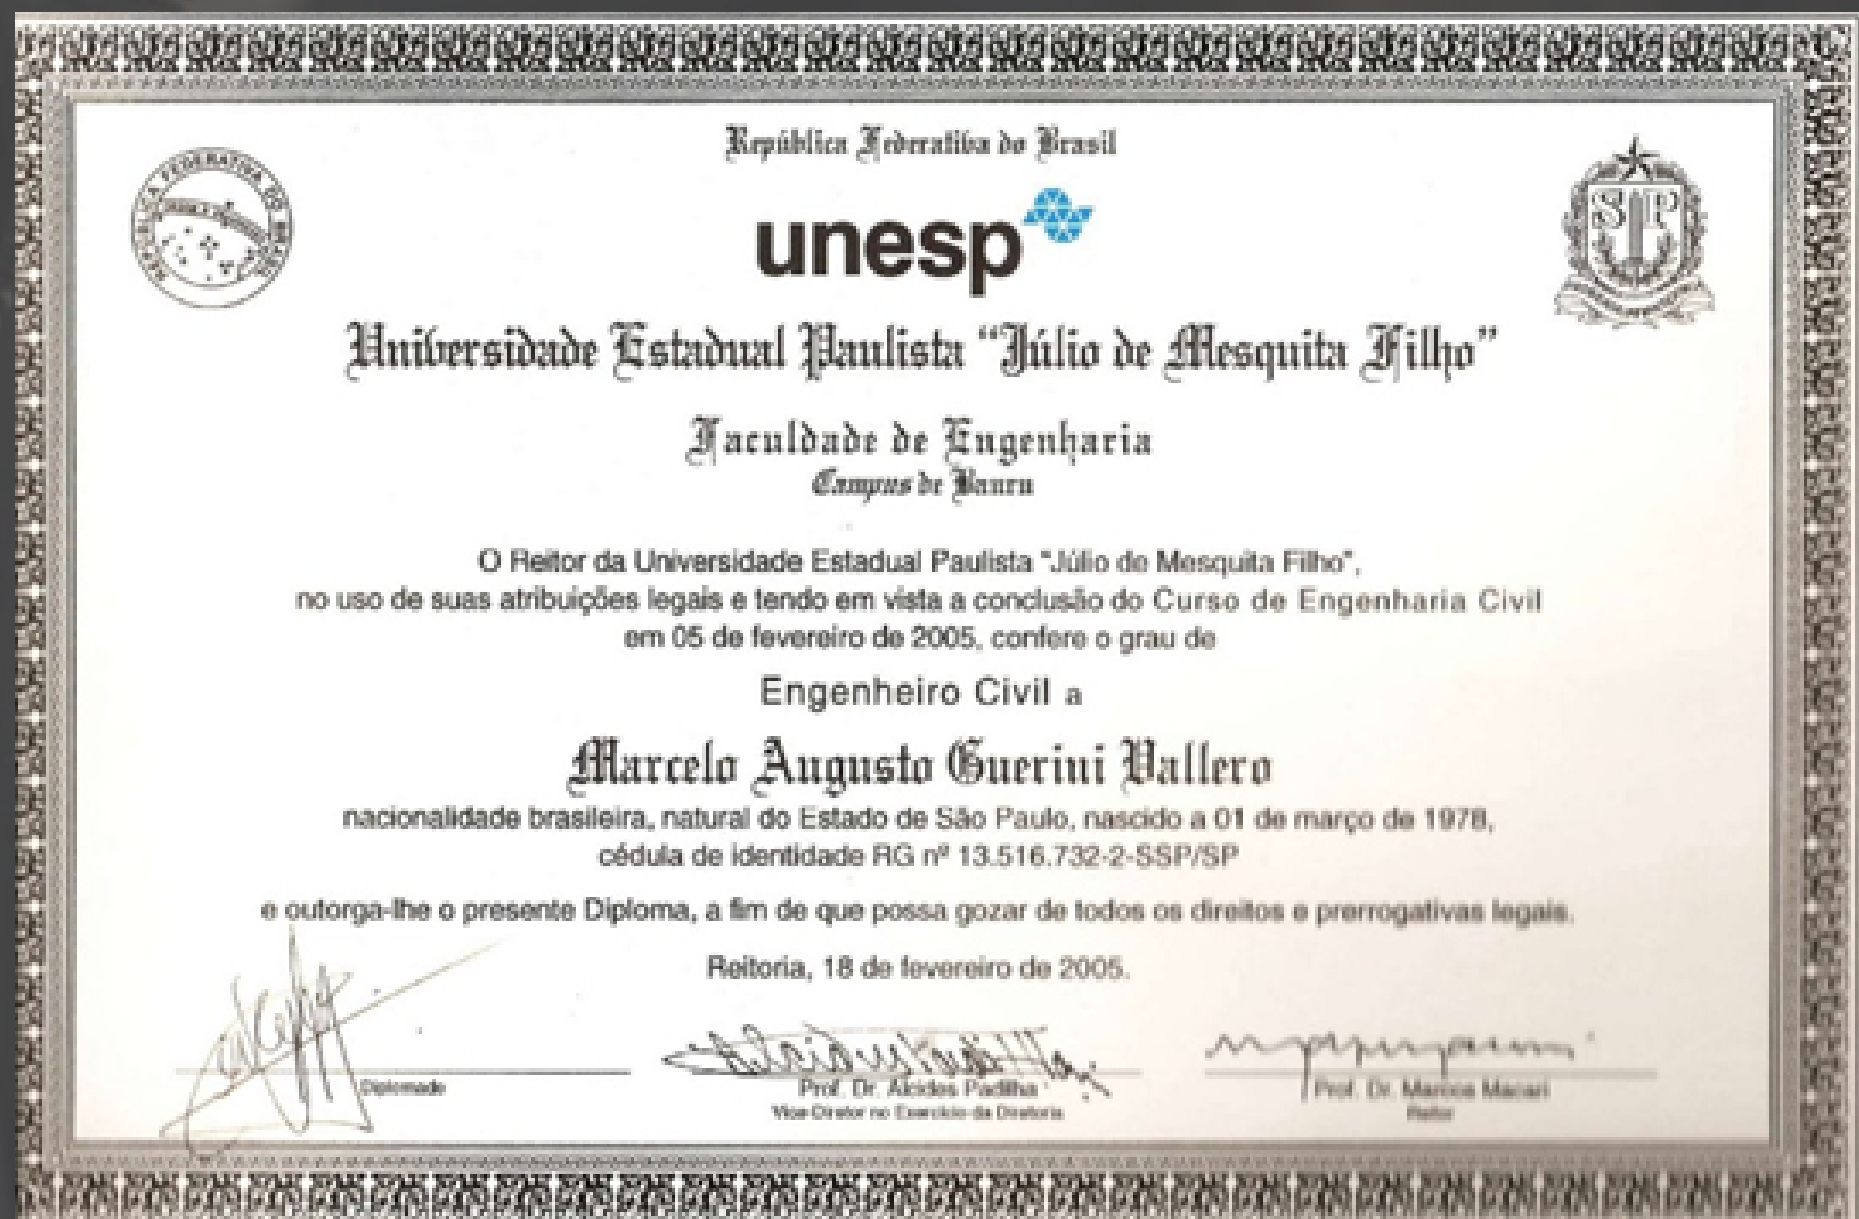 República Federativa do Brasil
REPÚBLICA FEDERATIVA DO BRASIL
unesp
SP
Universidade Estadual Paulista “Júlio de Mesquita Filho”
Faculdade de Engenharia
Campus de Bauru
O Reitor da Universidade Estadual Paulista "Júlio de Mesquita Filho",
no uso de suas atribuições legais e tendo em vista a conclusão do Curso de Engenharia Civil
em 05 de fevereiro de 2005, confere o grau de
Engenheiro Civil a
Marcelo Augusto Guerini Vallero
nacionalidade brasileira, natural do Estado de São Paulo, nascido a 01 de março de 1978,
cédula de identidade RG nº 13.516.732-2-SSP/SP
e outorga-lhe o presente Diploma, a fim de que possa gozar de todos os direitos e prerrogativas legais.
Reitoria, 18 de fevereiro de 2005.
Diplomado
Prof. Dr. Alcides Padilha
Vice-Diretor no Exercício da Diretoria
Prof. Dr. Marcos Macari
Reitor